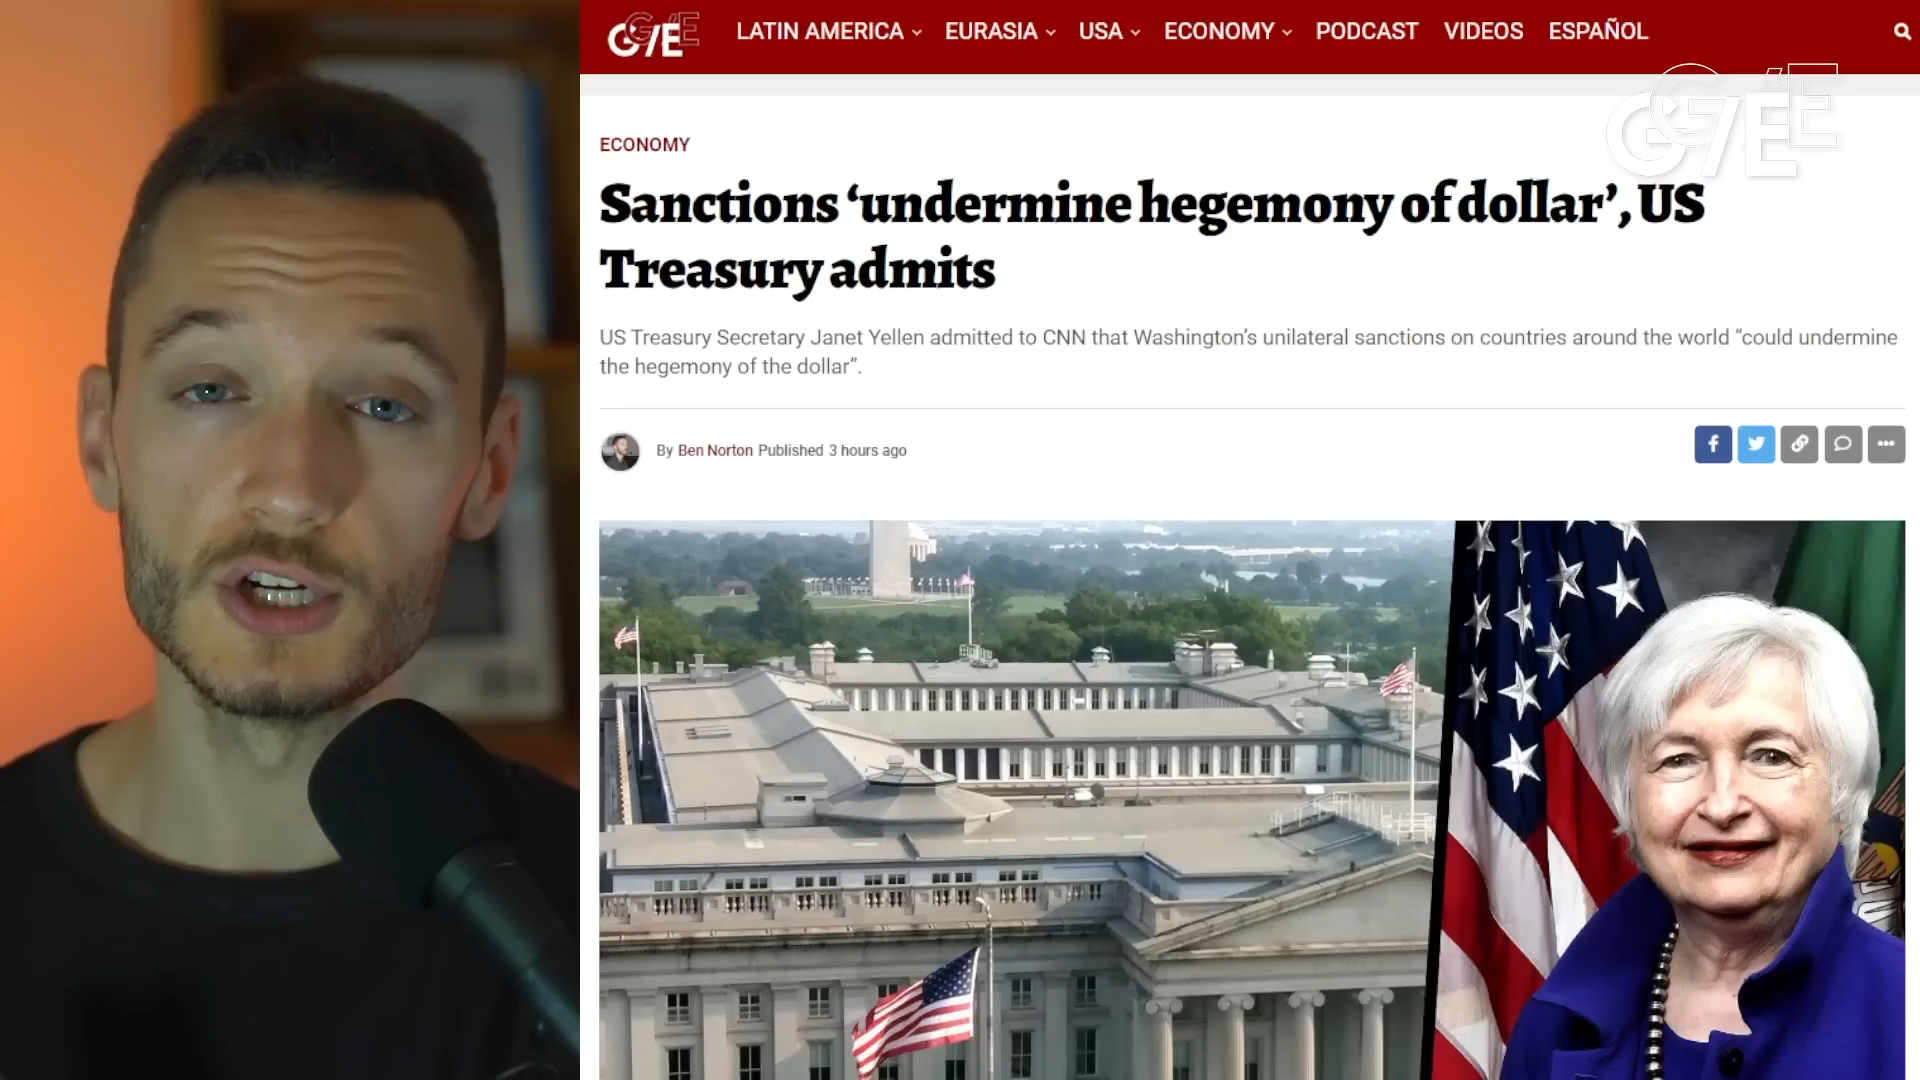 GE
LATIN AMERICA EURASIA USA ECONOMY PODCAST VIDEOS ESPAÑOL
GE
ECONOMY
Sanctions ‘undermine hegemony of dollar’, US
Treasury admits
US Treasury Secretary Janet Yellen admitted to CNN that Washington’s unilateral sanctions on countries around the world “could undermine
the hegemony of the dollar”.
By Ben Norton Published 3 hours ago